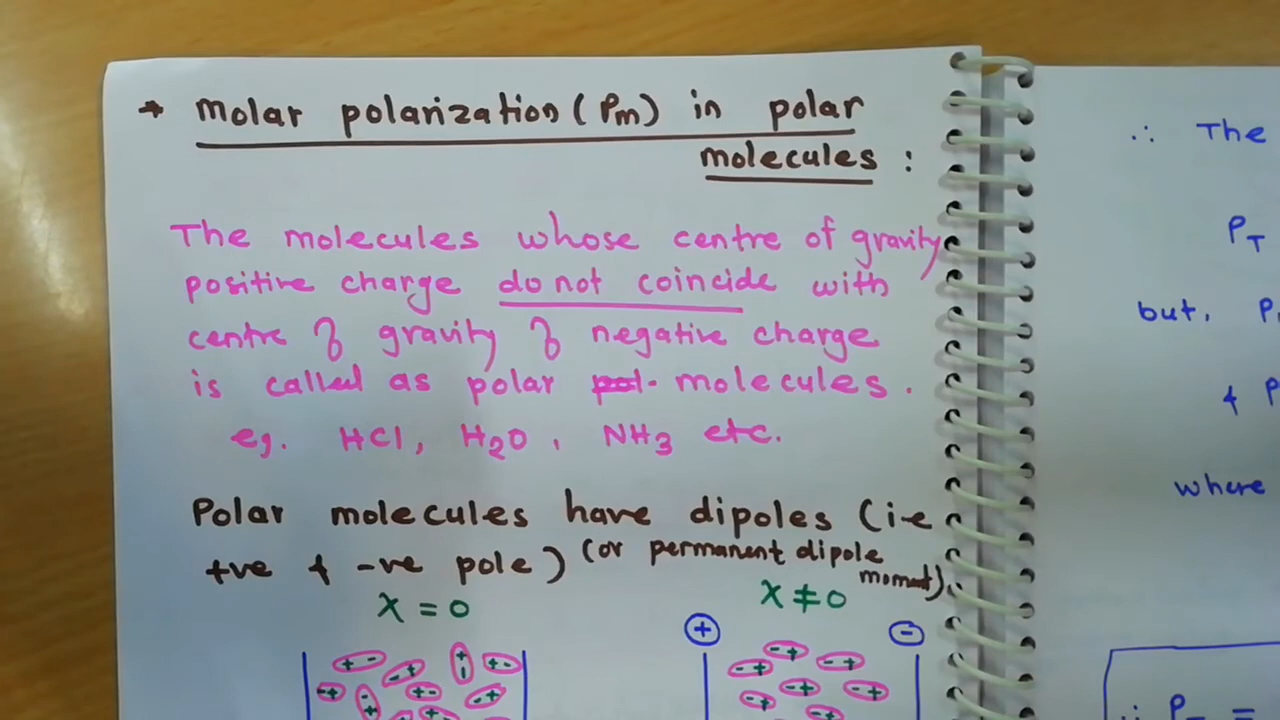 → Molar polarization (Pm) in polar
molecules :
The molecules whose centre of gravity
positive charge do not coincide with
centre of gravity of negative charge
is called as polar molecules.
eg. HCl, H₂O, NH₃ etc.
Polar molecules have dipoles (i.e
+ve & -ve pole) (or permanent dipole
moment).
X = 0
X ≠ 0
+ -
∴ The
P_T
but,
& P
where
∴ P_T =